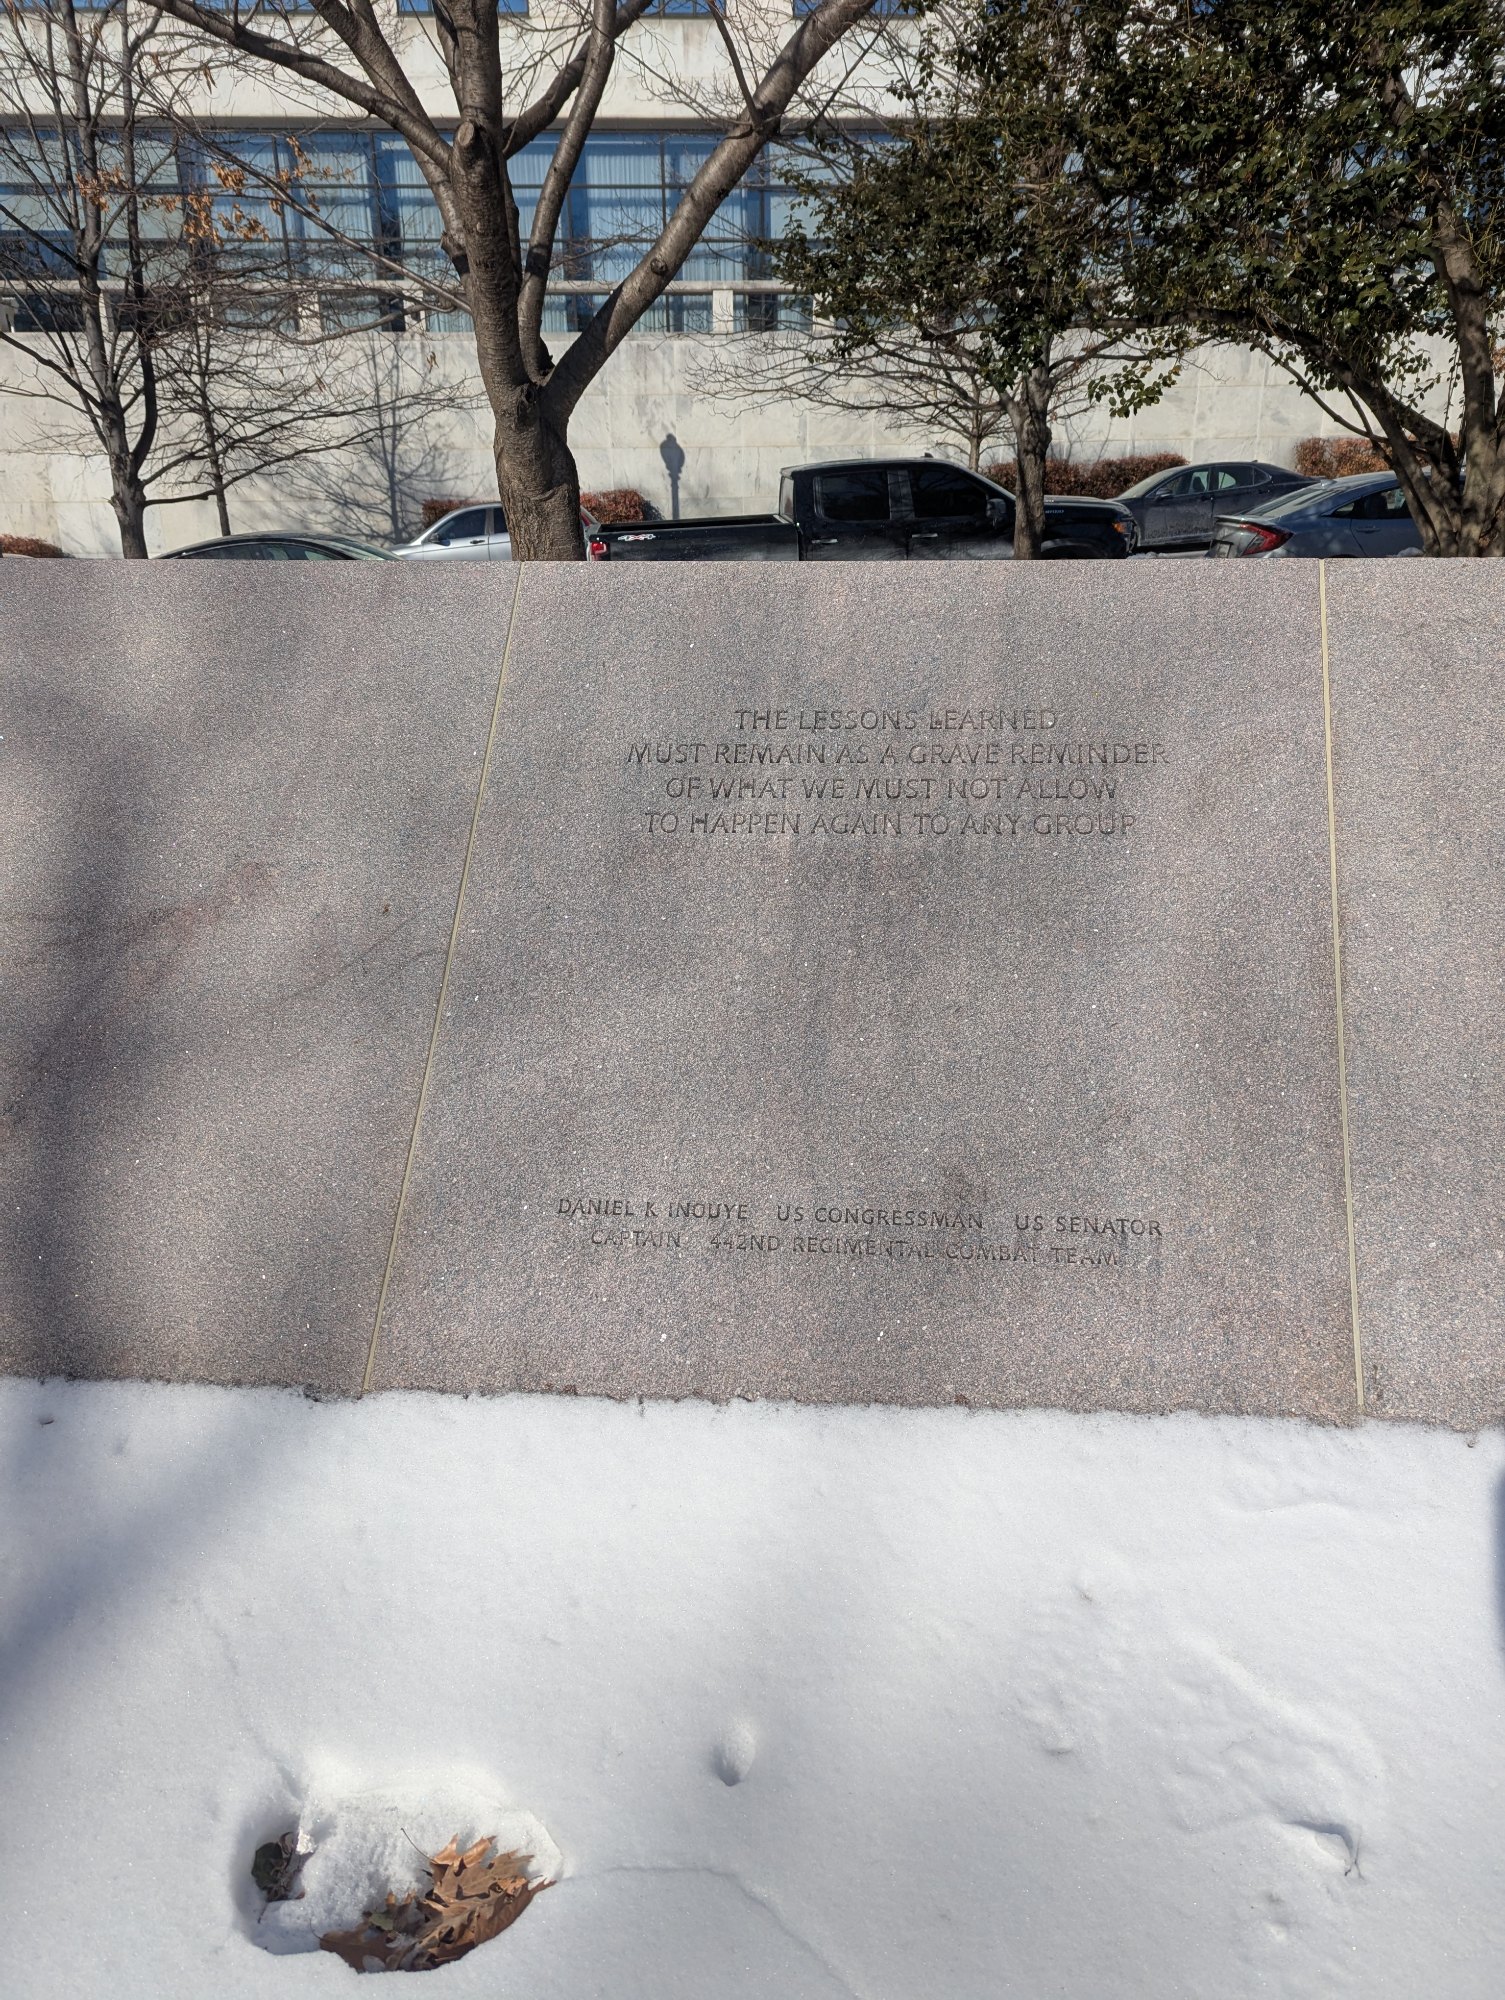 4X4
THE LESSONS LEARNED
MUST REMAIN AS A GRAVE REMINDER
OF WHAT WE MUST NOT ALLOW
TO HAPPEN AGAIN TO ANY GROUP
DANIEL K INOUYE US CONGRESSMAN US SENATOR
CAPTAIN 442ND REGIMENTAL COMBAT TEAM